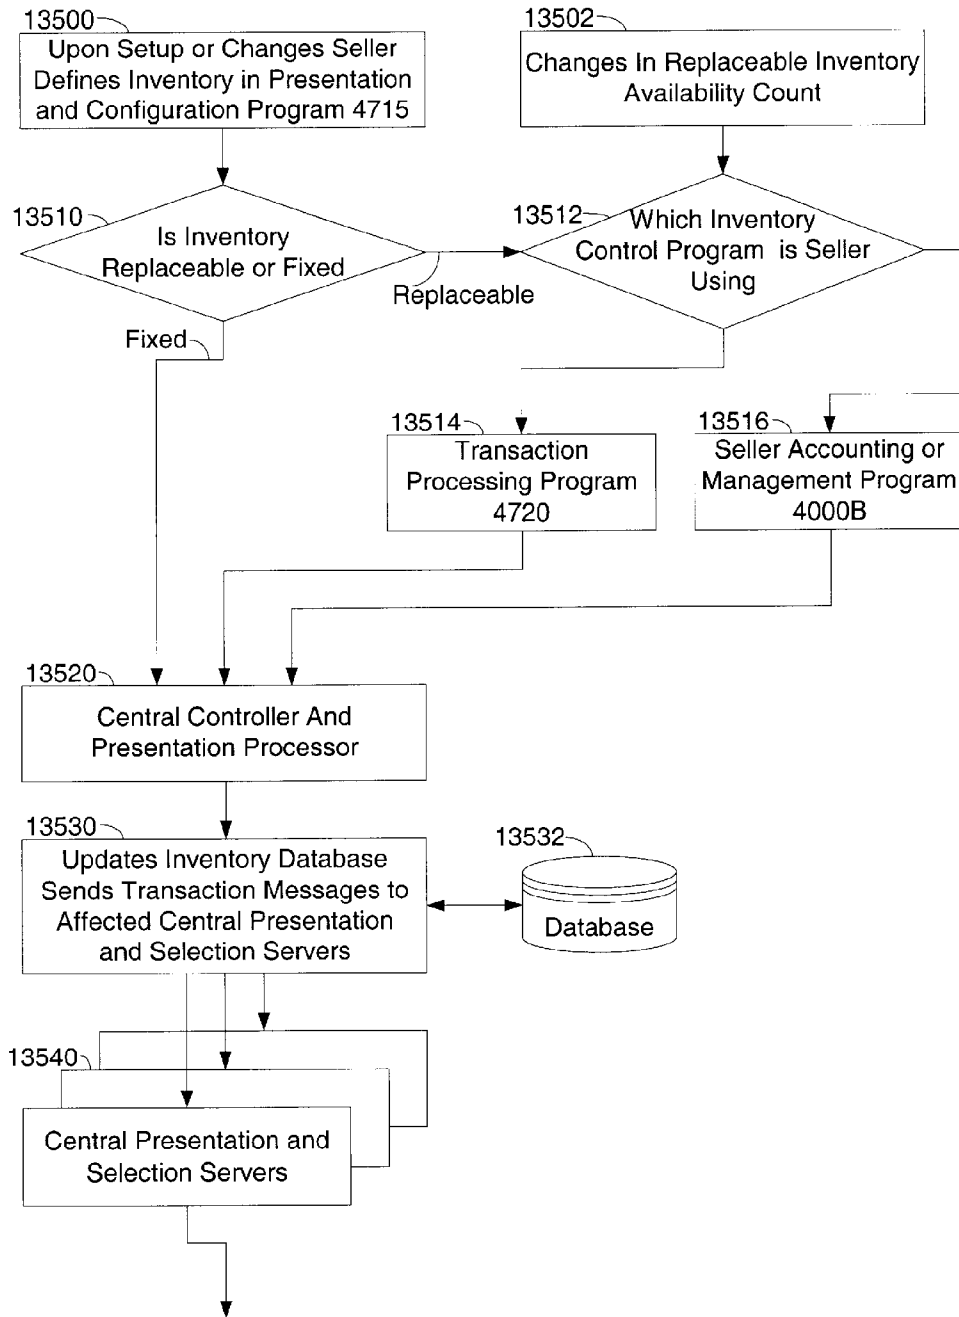 13500
Upon Setup or Changes Seller
Defines Inventory in Presentation
and Configuration Program 4715
13502
Changes In Replaceable Inventory
Availability Count
13510
Is Inventory
Replaceable or Fixed
Replaceable
Fixed
13512
Which Inventory
Control Program is Seller
Using
13514
Transaction
Processing Program
4720
13516
Seller Accounting or
Management Program
4000B
13520
Central Controller And
Presentation Processor
13530
Updates Inventory Database
Sends Transaction Messages to
Affected Central Presentation
and Selection Servers
13532
Database
13540
Central Presentation and
Selection Servers